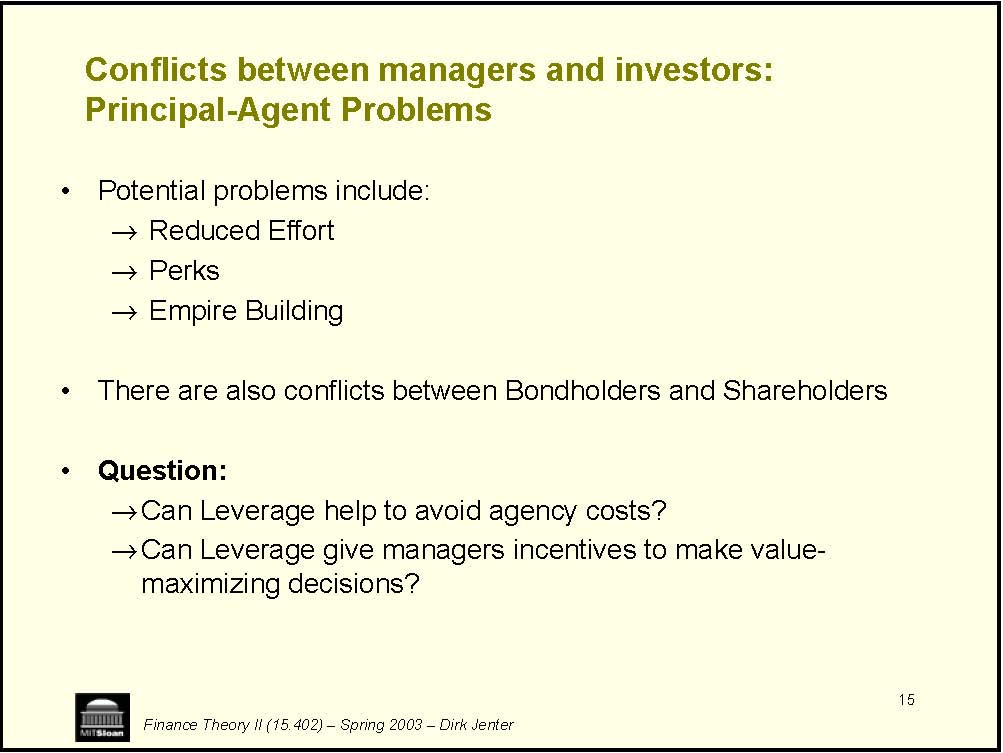 Conflicts between managers and investors:
Principal-Agent Problems
• Potential problems include:
→ Reduced Effort
→ Perks
→ Empire Building
• There are also conflicts between Bondholders and Shareholders
• Question:
→ Can Leverage help to avoid agency costs?
→ Can Leverage give managers incentives to make value-
maximizing decisions?
15
MITSloan
Finance Theory II (15.402) – Spring 2003 – Dirk Jenter